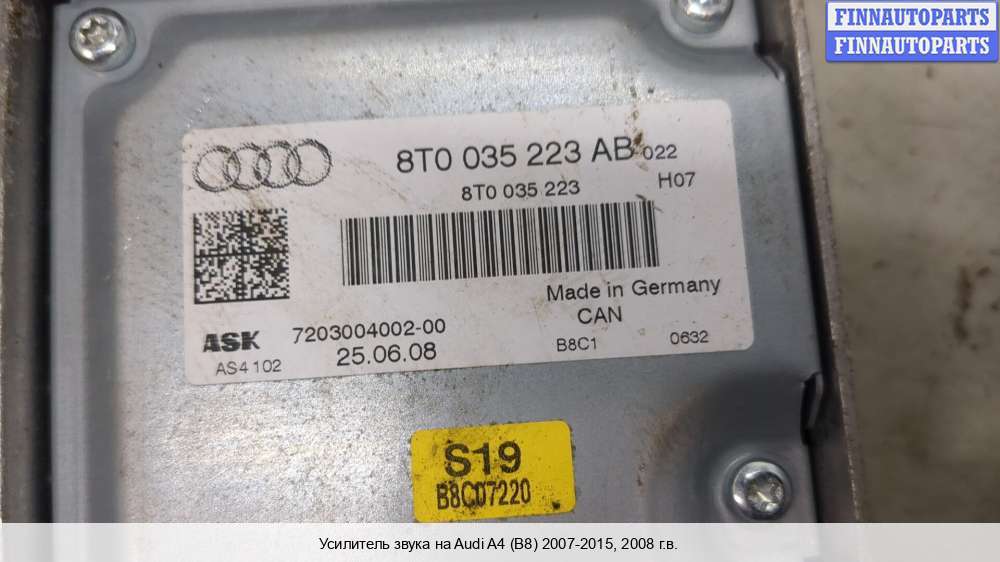 FINNAUTOPARTS
FINNAUTOPARTS
8T0 035 223 AB 022
8T0 035 223 H07
Made in Germany
ASK 7203004002-00 CAN
AS4 102 25.06.08 B8C1 0632
S19
B8C07220
Усилитель звука на Audi A4 (B8) 2007-2015, 2008 г.в.